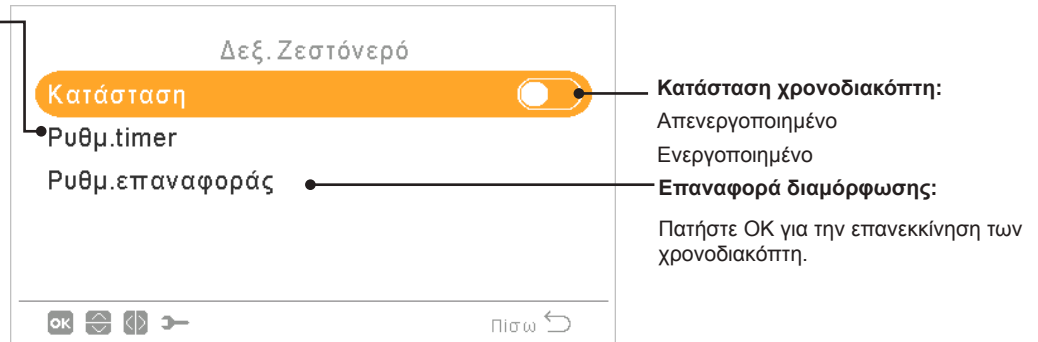 Δεξ. Ζεστόνερό
Κατάσταση
Ρυθμ.timer
Ρυθμ.επαναφοράς
OK
Πίσω
Κατάσταση χρονοδιακόπτη:
Απενεργοποιημένο
Ενεργοποιημένο
Επαναφορά διαμόρφωσης:
Πατήστε OK για την επανεκκίνηση των
χρονοδιακόπτη.